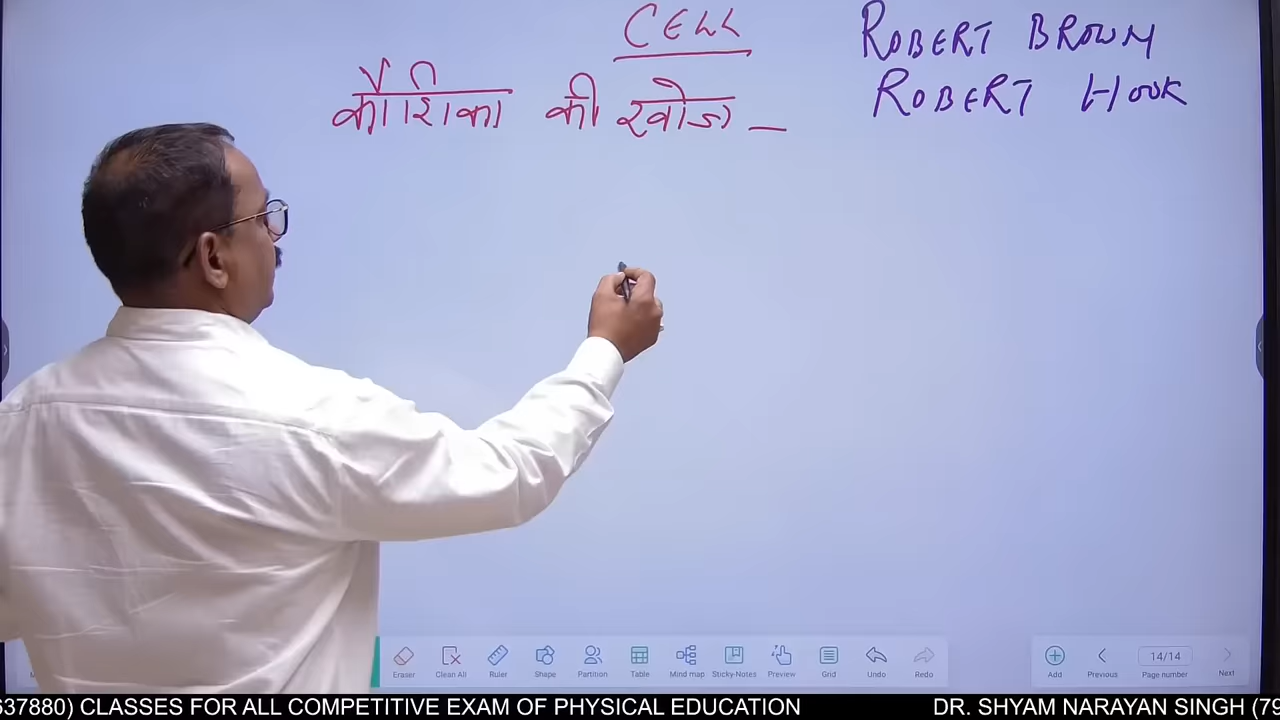 CELL
कोशिका की खोज _
ROBERT BROWN
ROBERT HOOK
Eraser Clean All Ruler Shape Partition Table Mind map Sticky-Notes Preview Grid Undo Redo
Add Previous 14/14 Page number Next
637880) CLASSES FOR ALL COMPETITIVE EXAM OF PHYSICAL EDUCATION DR. SHYAM NARAYAN SINGH (79